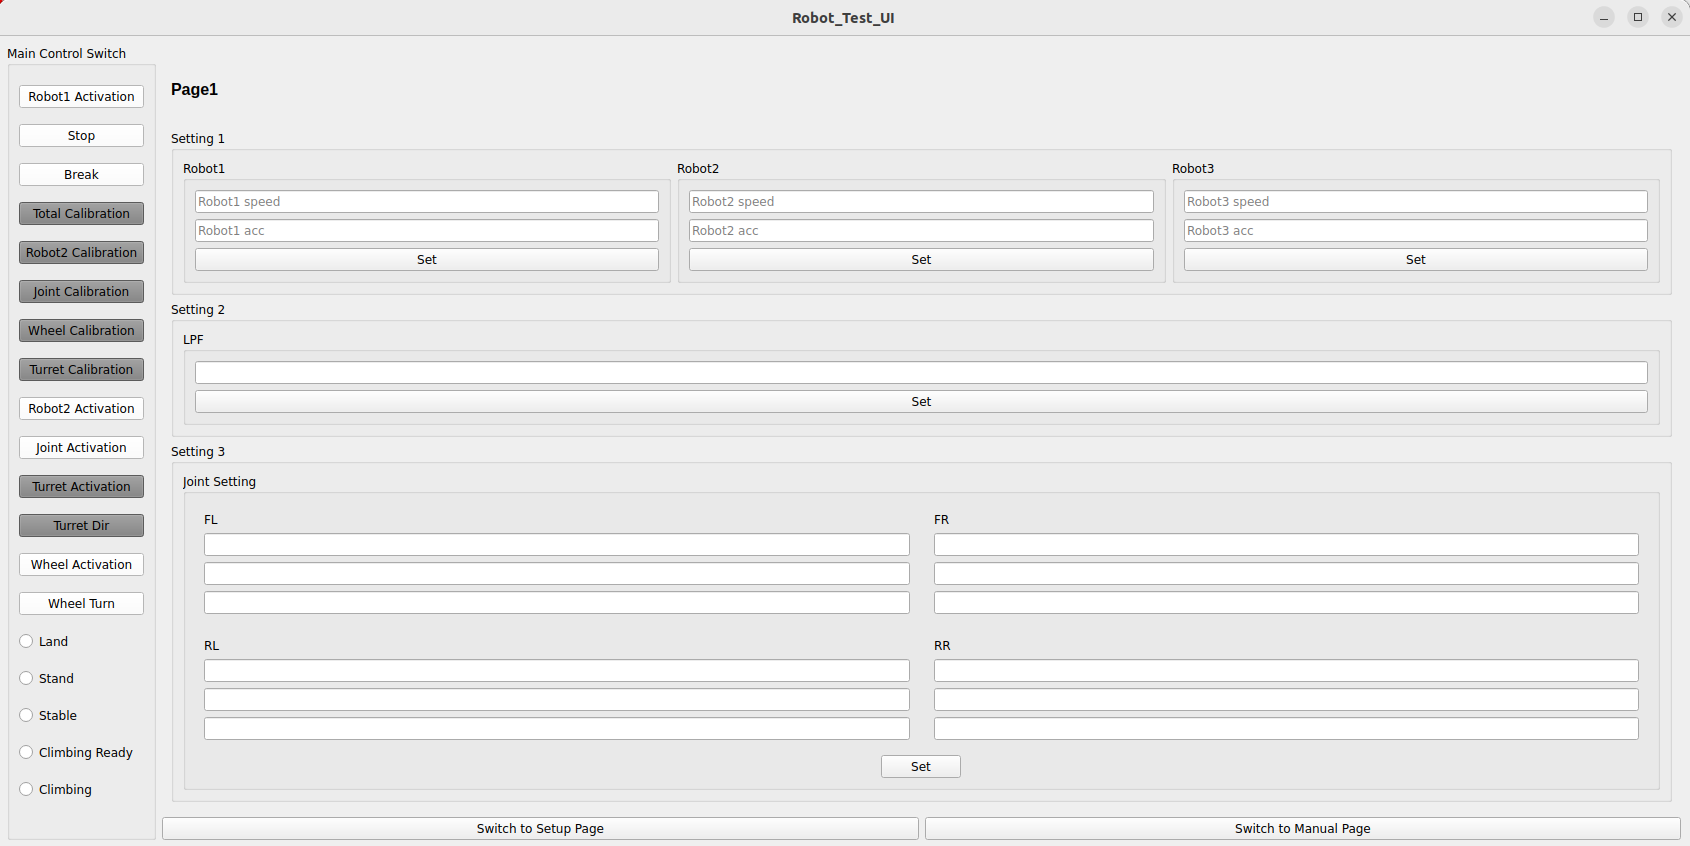 Robot_Test_UI
Main Control Switch
Robot1 Activation
Stop
Break
Total Calibration
Robot2 Calibration
Joint Calibration
Wheel Calibration
Turret Calibration
Robot2 Activation
Joint Activation
Turret Activation
Turret Dir
Wheel Activation
Wheel Turn
Land
Stand
Stable
Climbing Ready
Climbing
Page1
Setting 1
Robot1
Robot1 speed
Robot1 acc
Set
Robot2
Robot2 speed
Robot2 acc
Set
Robot3
Robot3 speed
Robot3 acc
Set
Setting 2
LPF
Set
Setting 3
Joint Setting
FL
FR
RL
RR
Set
Switch to Setup Page
Switch to Manual Page